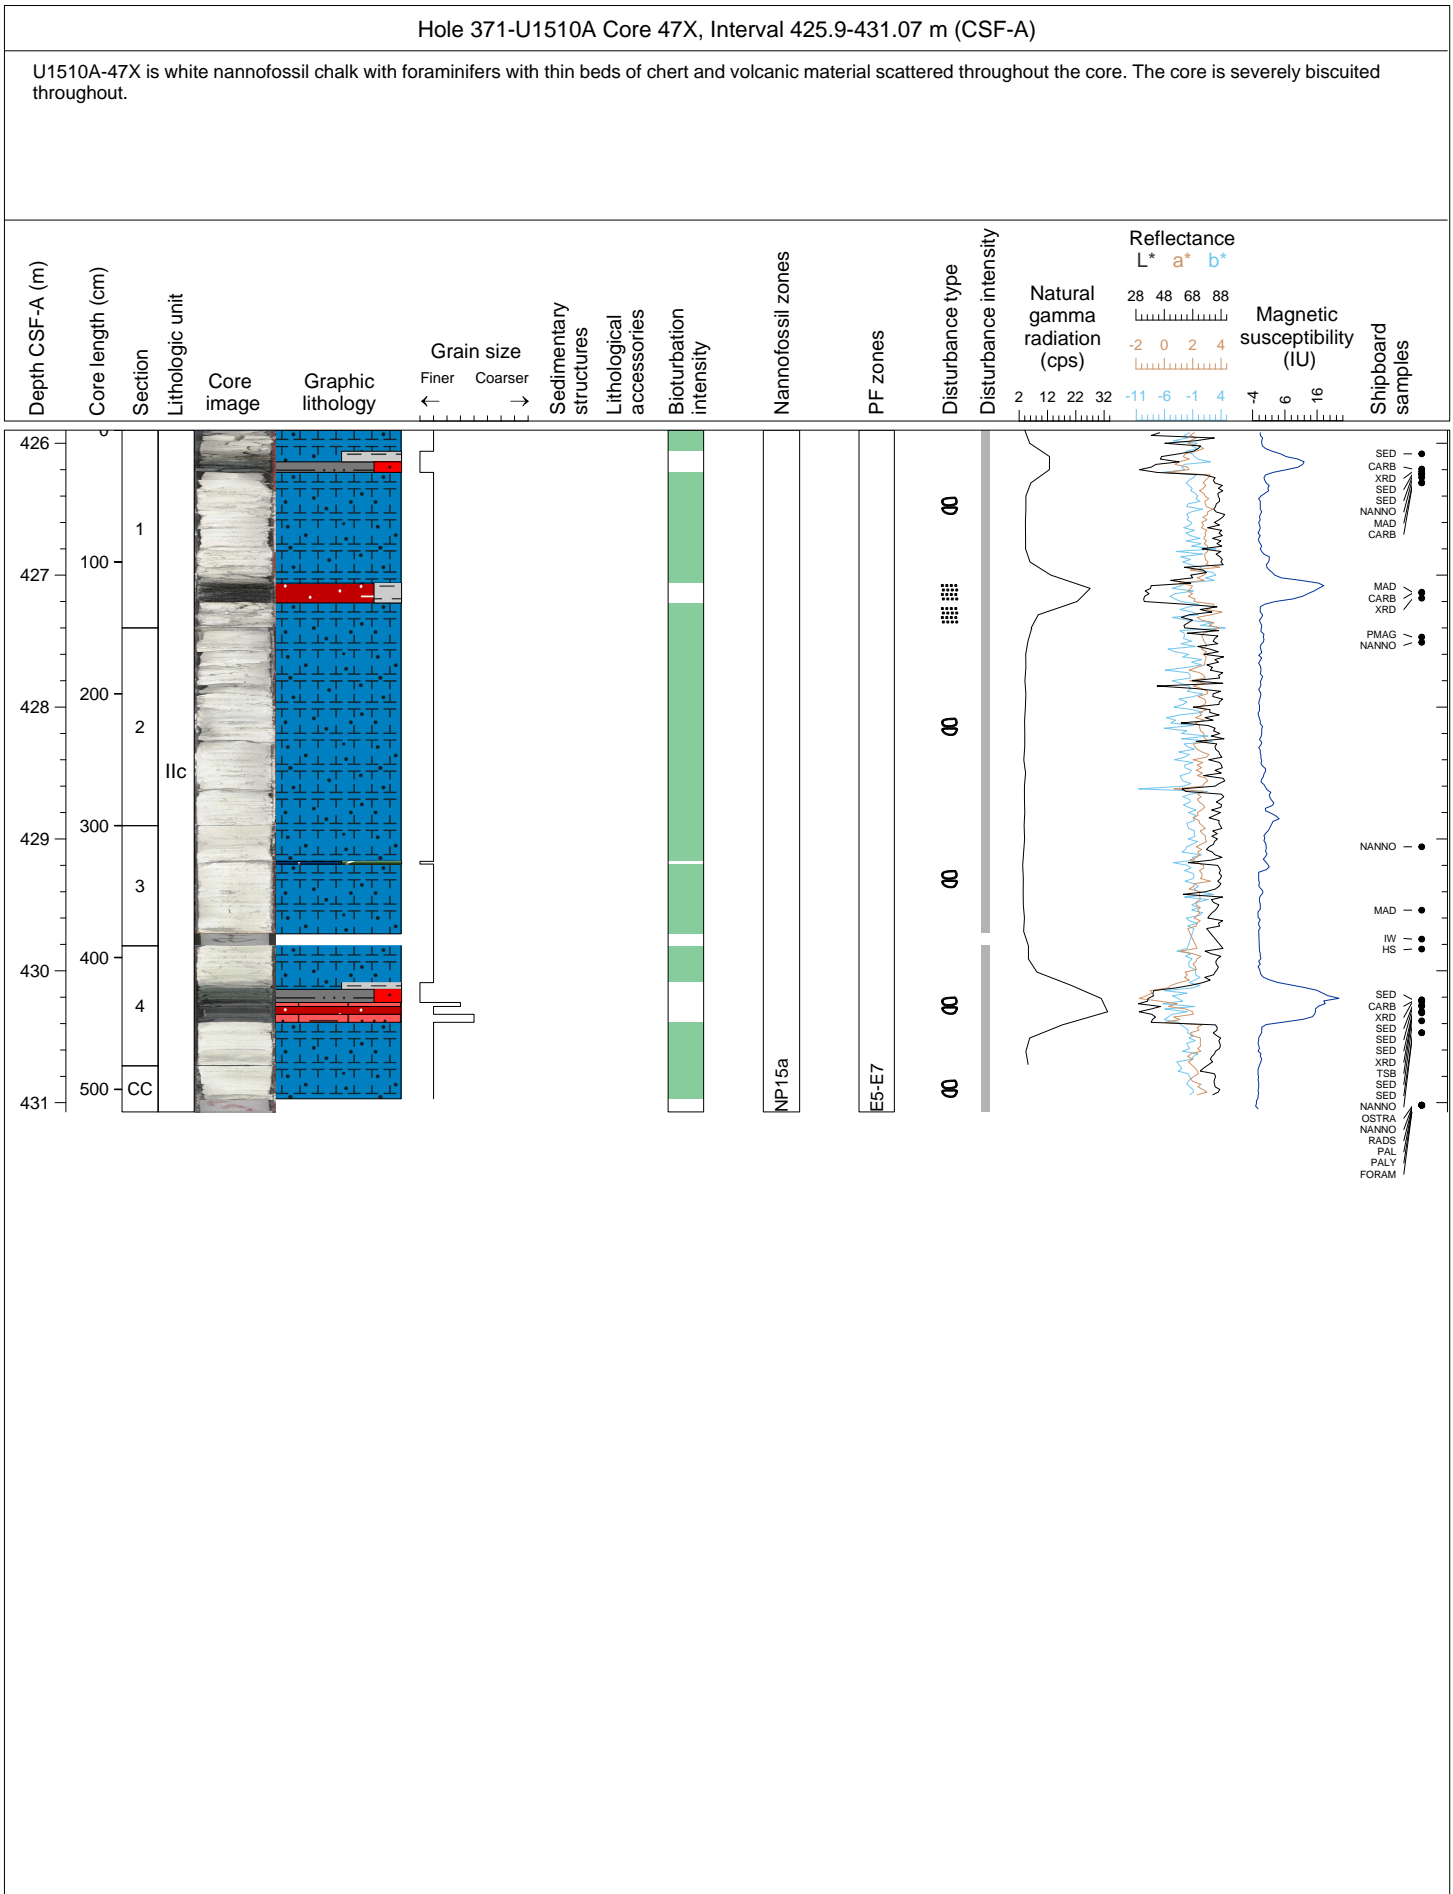 Hole 371-U1510A Core 47X, Interval 425.9-431.07 m (CSF-A)
U1510A-47X is white nannofossil chalk with foraminifers with thin beds of chert and volcanic material scattered throughout the core. The core is severely biscuited
throughout.
Depth CSF-A (m)
Core length (cm)
Section
Lithologic unit
Core
image
Graphic
lithology
Grain size
Finer Coarser
← →
Sedimentary
structures
Lithological
accessories
Bioturbation
intensity
Nannofossil zones
PF zones
Disturbance type
Disturbance intensity
Natural
gamma
radiation
(cps)
2 12 22 32
Reflectance
L* a* b*
28 48 68 88
-2 0 2 4
-11 -6 -1 4
Magnetic
susceptibility
(IU)
-4 6 16
Shipboard
samples
426
427
428
429
430
431
0
100
200
300
400
500
1
2
3
4
CC
IIc
NP15a
E5-E7
SED
CARB
XRD
SED
SED
NANNO
MAD
CARB
MAD
CARB
XRD
PMAG
NANNO
NANNO
MAD
IW
HS
SED
CARB
XRD
SED
SED
SED
XRD
TSB
SED
SED
NANNO
OSTRA
NANNO
RADS
PAL
PALY
FORAM